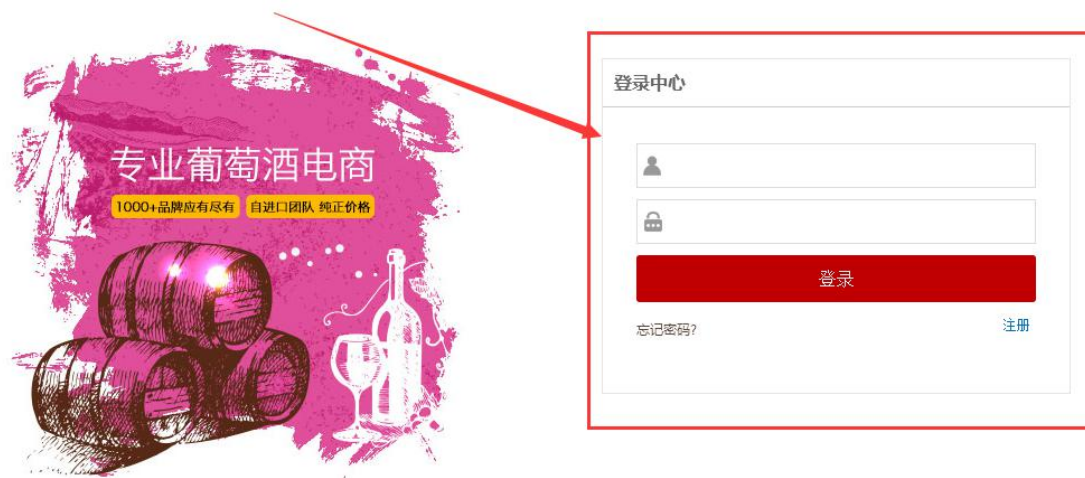 专业葡萄酒电商
1000+品牌应有尽有 自进口团队 纯正价格
登录中心
登录
忘记密码?
注册